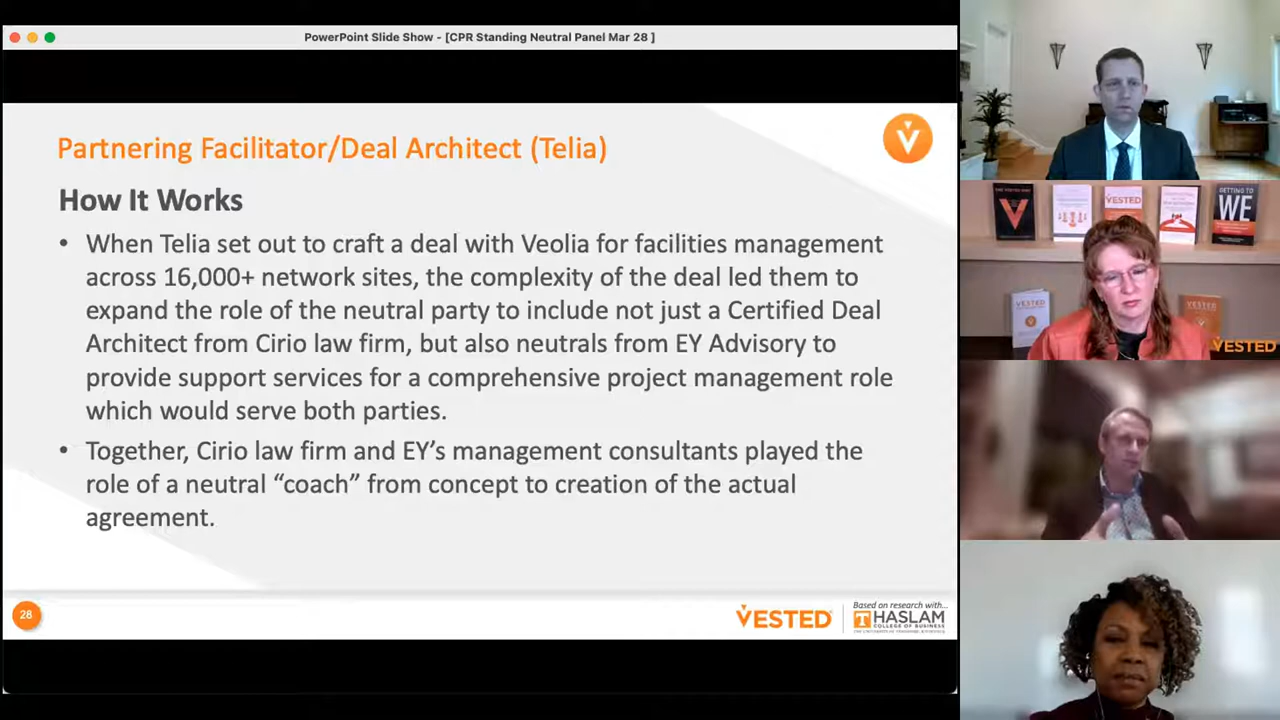 PowerPoint Slide Show - [CPR Standing Neutral Panel Mar 28 ]
Partnering Facilitator/Deal Architect (Telia)
How It Works
• When Telia set out to craft a deal with Veolia for facilities management
across 16,000+ network sites, the complexity of the deal led them to
expand the role of the neutral party to include not just a Certified Deal
Architect from Cirio law firm, but also neutrals from EY Advisory to
provide support services for a comprehensive project management role
which would serve both parties.
• Together, Cirio law firm and EY's management consultants played the
role of a neutral “coach” from concept to creation of the actual
agreement.
28
VESTED
Based on research with...
T HASLAM
COLLEGE OF BUSINESS
V
VESTED
GETTING TO
WE
VESTED